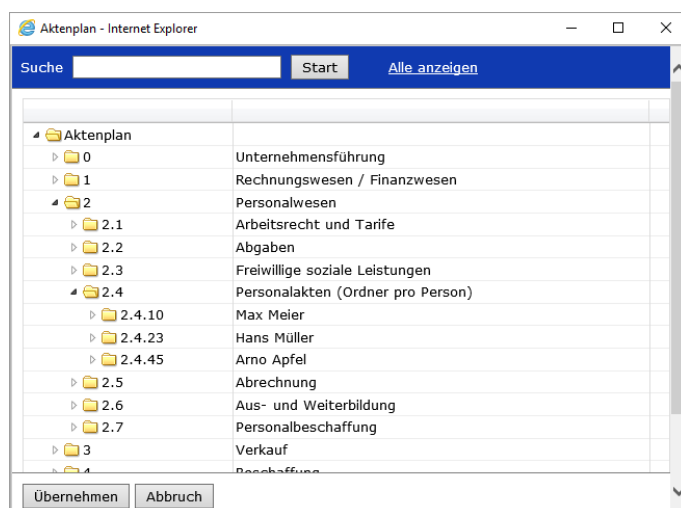 Aktenplan - Internet Explorer
Suche Start Alle anzeigen
Aktenplan
0 Unternehmensführung
1 Rechnungswesen / Finanzwesen
2 Personalwesen
2.1 Arbeitsrecht und Tarife
2.2 Abgaben
2.3 Freiwillige soziale Leistungen
2.4 Personalakten (Ordner pro Person)
2.4.10 Max Meier
2.4.23 Hans Müller
2.4.45 Arno Apfel
2.5 Abrechnung
2.6 Aus- und Weiterbildung
2.7 Personalbeschaffung
3 Verkauf
4 Beschaffung
Übernehmen Abbruch